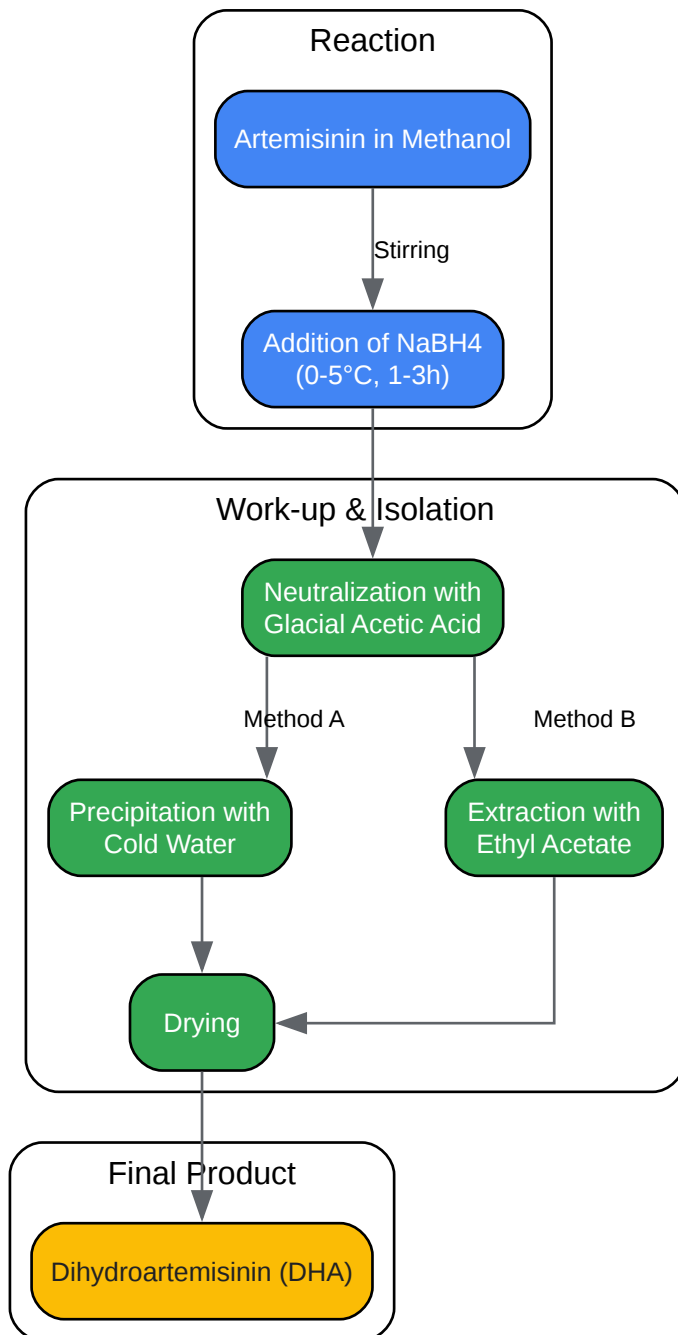 Reaction
Artemisinin in Methanol
Stirring
Addition of NaBH4
(0-5°C, 1-3h)
Work-up & Isolation
Neutralization with
Glacial Acetic Acid
Method A
Method B
Precipitation with
Cold Water
Extraction with
Ethyl Acetate
Drying
Final Product
Dihydroartemisinin (DHA)